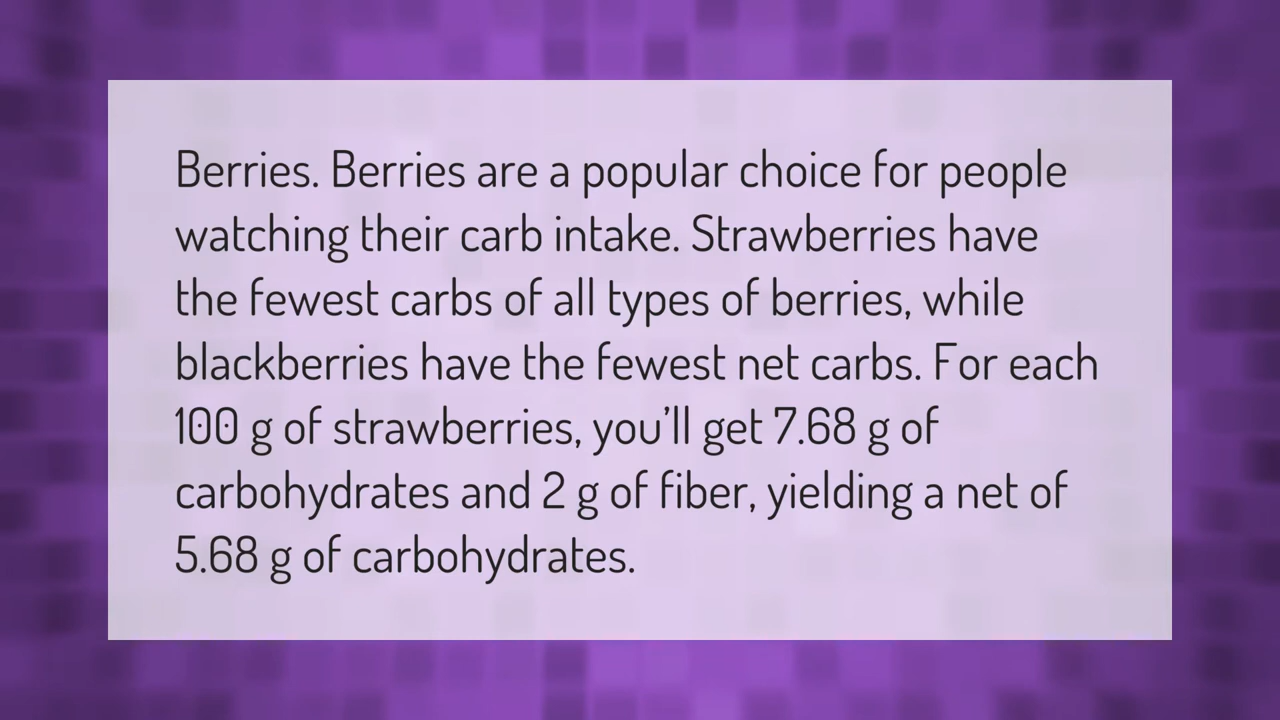 Berries. Berries are a popular choice for people
watching their carb intake. Strawberries have
the fewest carbs of all types of berries, while
blackberries have the fewest net carbs. For each
100 g of strawberries, you’ll get 7.68 g of
carbohydrates and 2 g of fiber, yielding a net of
5.68 g of carbohydrates.